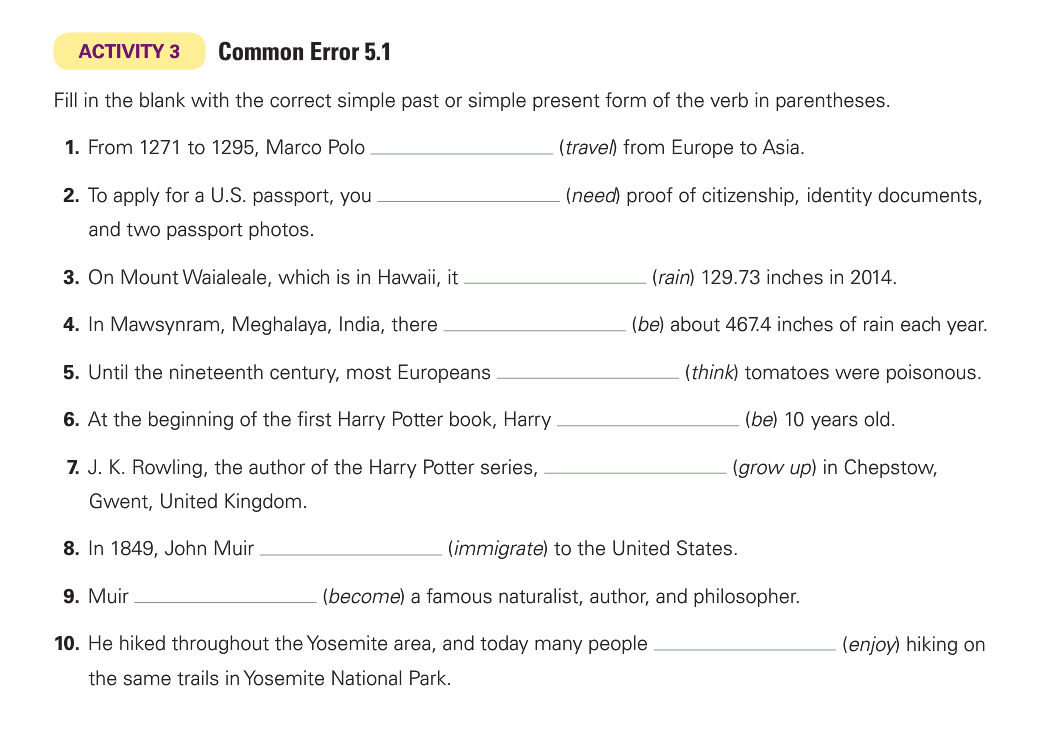 ACTIVITY 3 Common Error 5.1
Fill in the blank with the correct simple past or simple present form of the verb in parentheses.
1. From 1271 to 1295, Marco Polo ________________ (travel) from Europe to Asia.
2. To apply for a U.S. passport, you ________________ (need) proof of citizenship, identity documents,
and two passport photos.
3. On Mount Waialeale, which is in Hawaii, it ________________ (rain) 129.73 inches in 2014.
4. In Mawsynram, Meghalaya, India, there ________________ (be) about 467.4 inches of rain each year.
5. Until the nineteenth century, most Europeans ________________ (think) tomatoes were poisonous.
6. At the beginning of the first Harry Potter book, Harry ________________ (be) 10 years old.
7. J. K. Rowling, the author of the Harry Potter series, ________________ (grow up) in Chepstow,
Gwent, United Kingdom.
8. In 1849, John Muir ________________ (immigrate) to the United States.
9. Muir ________________ (become) a famous naturalist, author, and philosopher.
10. He hiked throughout the Yosemite area, and today many people ________________ (enjoy) hiking on
the same trails in Yosemite National Park.